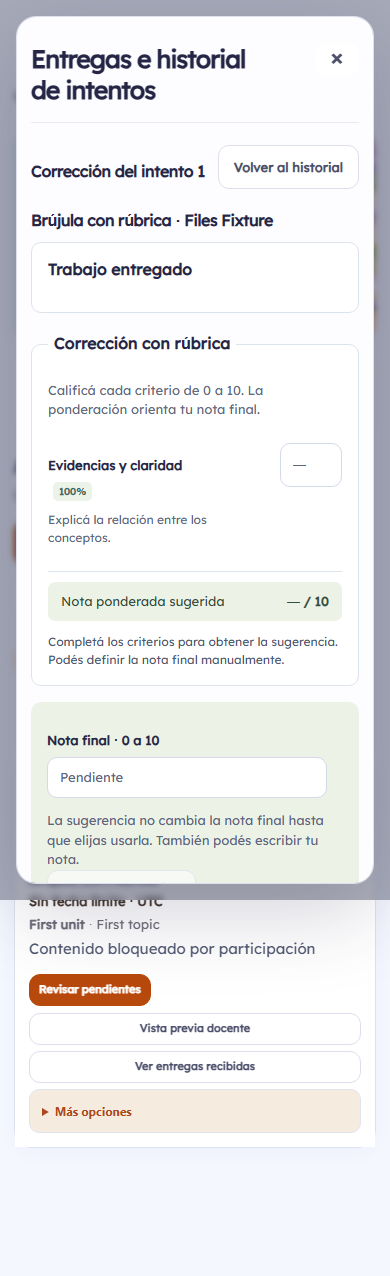 Entregas e historial
de intentos
×
Corrección del intento 1
Volver al historial
Brújula con rúbrica · Files Fixture
Trabajo entregado
Corrección con rúbrica
Calificá cada criterio de 0 a 10. La
ponderación orienta tu nota final.
Evidencias y claridad
—
100%
Explicá la relación entre los
conceptos.
Nota ponderada sugerida
— / 10
Completá los criterios para obtener la sugerencia.
Podés definir la nota final manualmente.
Nota final · 0 a 10
Pendiente
La sugerencia no cambia la nota final hasta
que elijas usarla. También podés escribir tu
nota.
Sin fecha límite · UTC
First unit · First topic
Contenido bloqueado por participación
Revisar pendientes
Vista previa docente
Ver entregas recibidas
Más opciones